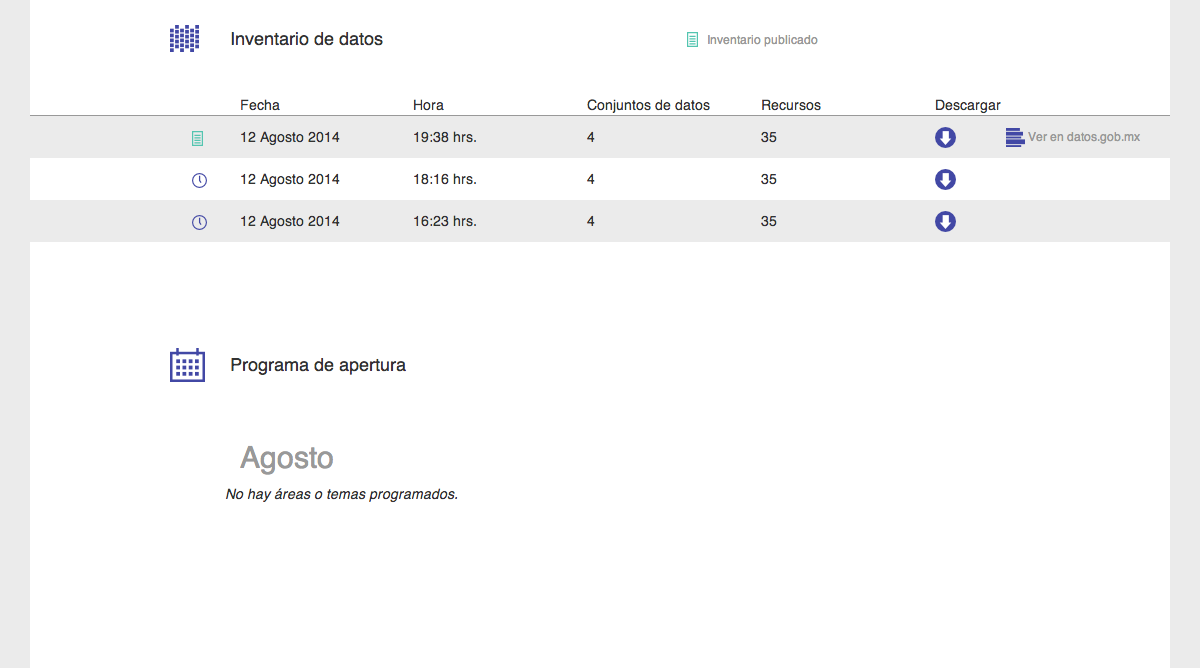 Inventario de datos Inventario publicado
Fecha Hora Conjuntos de datos Recursos Descargar
12 Agosto 2014 19:38 hrs. 4 35 Ver en datos.gob.mx
12 Agosto 2014 18:16 hrs. 4 35
12 Agosto 2014 16:23 hrs. 4 35
Programa de apertura
Agosto
No hay áreas o temas programados.